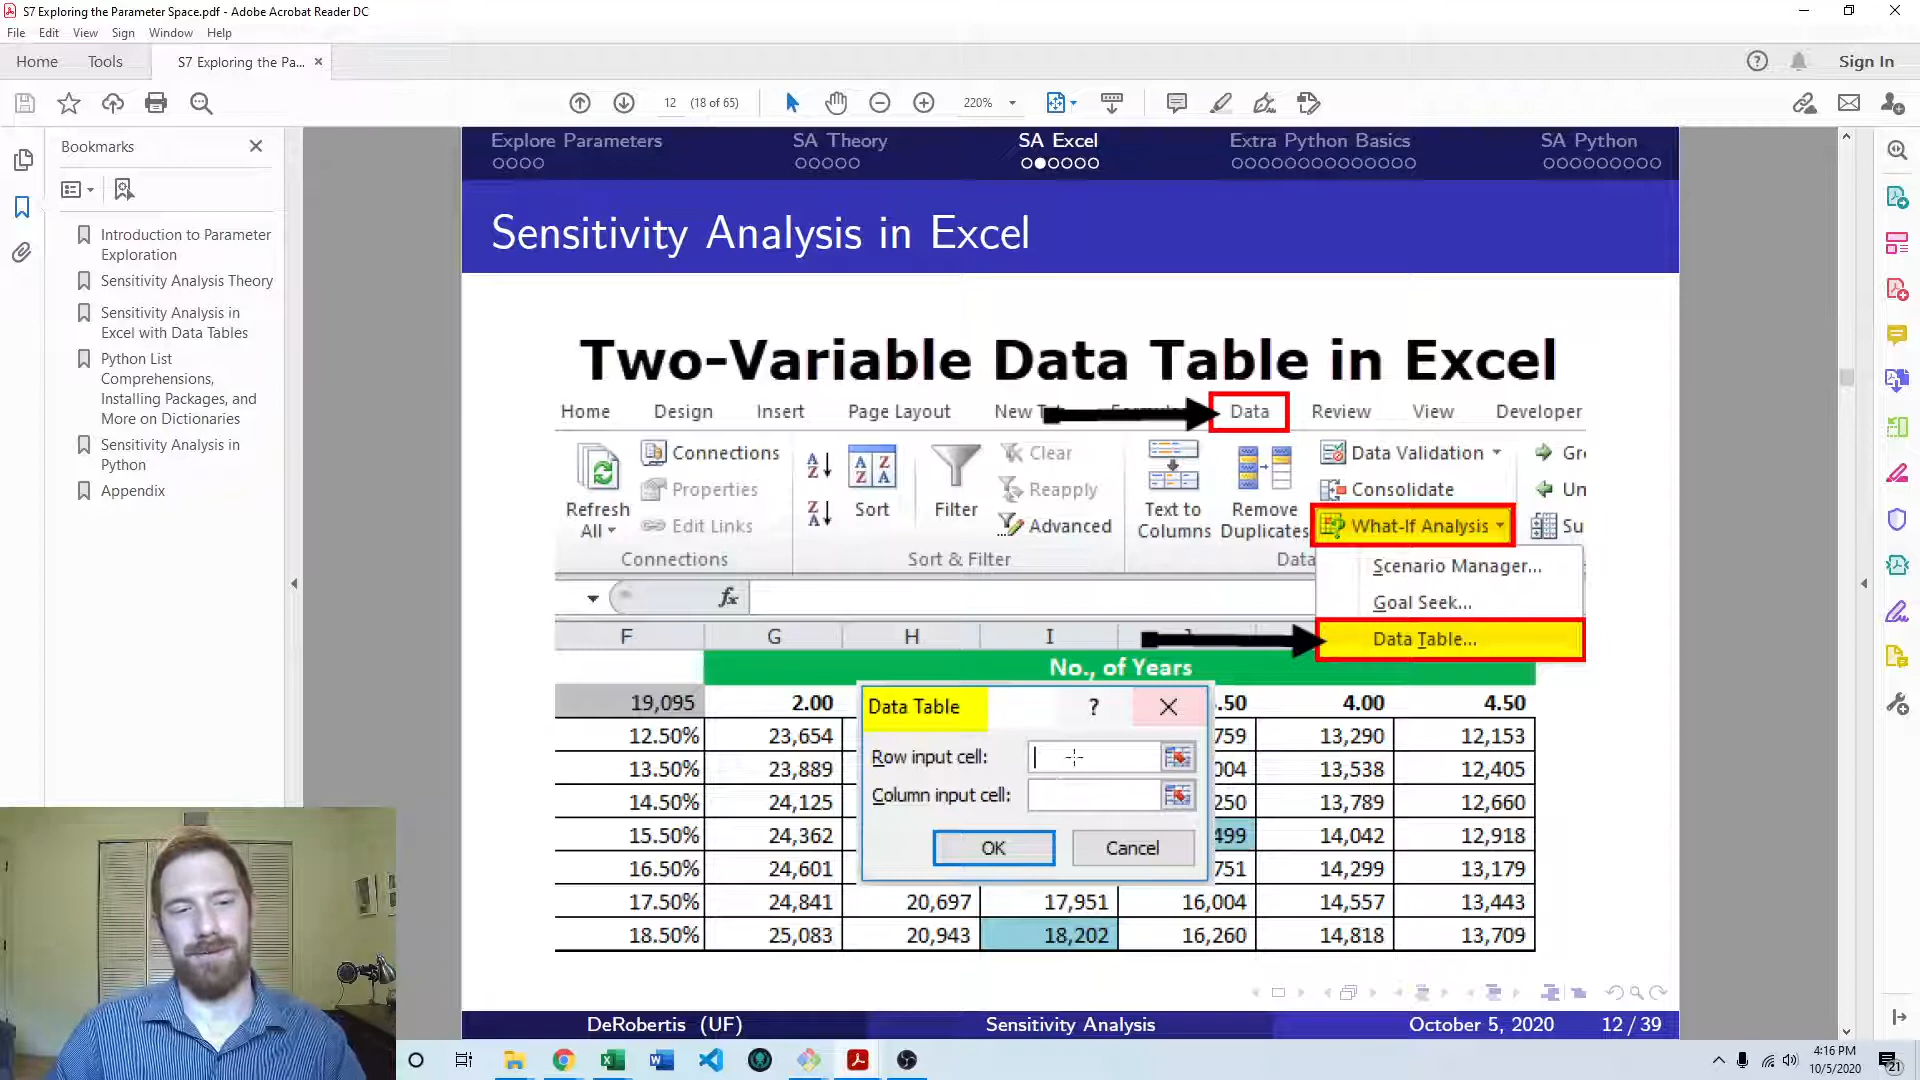 S7 Exploring the Parameter Space.pdf - Adobe Acrobat Reader DC
File Edit View Sign Window Help
Home Tools S7 Exploring the Pa... Sign In
12 (18 of 65) 220%
Bookmarks
Introduction to Parameter
Exploration
Sensitivity Analysis Theory
Sensitivity Analysis in
Excel with Data Tables
Python List
Comprehensions,
Installing Packages, and
More on Dictionaries
Sensitivity Analysis in
Python
Appendix
Explore Parameters SA Theory SA Excel Extra Python Basics SA Python
Sensitivity Analysis in Excel
Two-Variable Data Table in Excel
Home Design Insert Page Layout New Data Review View Developer
Connections Clear Data Validation
Properties Reapply Consolidate
Refresh Sort Filter Text to Remove
All Edit Links Advanced Columns Duplicates What-If Analysis
Connections Sort & Filter Data
Scenario Manager...
fx Goal Seek...
F G H I Data Table...
No., of Years
19,095 2.00 Data Table ? .50 4.00 4.50
12.50% 23,654 759 13,290 12,153
Row input cell:
13.50% 23,889 004 13,538 12,405
Column input cell:
14.50% 24,125 250 13,789 12,660
15.50% 24,362 OK Cancel 499 14,042 12,918
16.50% 24,601 751 14,299 13,179
17.50% 24,841 20,697 17,951 16,004 14,557 13,443
18.50% 25,083 20,943 18,202 16,260 14,818 13,709
DeRobertis (UF) Sensitivity Analysis October 5, 2020 12 / 39
4:16 PM
10/5/2020
21